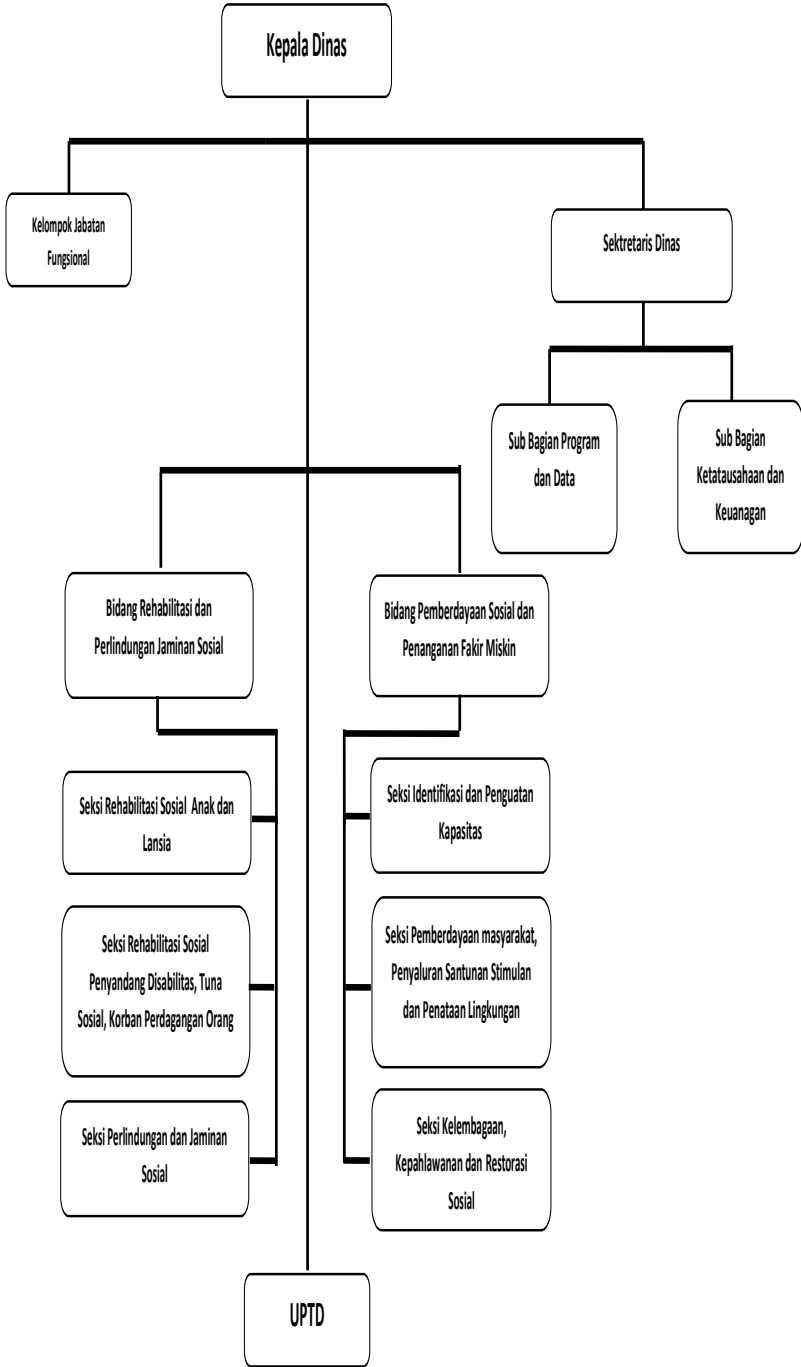 Kepala Dinas
Kelompok Jabatan
Fungsional
Sektretaris Dinas
Sub Bagian Program
dan Data
Sub Bagian
Ketatausahaan dan
Keuanagan
Bidang Rehabilitasi dan
Perlindungan Jaminan Sosial
Bidang Pemberdayaan Sosial dan
Penanganan Fakir Miskin
Seksi Rehabilitasi Sosial Anak dan
Lansia
Seksi Rehabilitasi Sosial
Penyandang Disabilitas, Tuna
Sosial, Korban Perdagangan Orang
Seksi Perlindungan dan Jaminan
Sosial
Seksi Identifikasi dan Penguatan
Kapasitas
Seksi Pemberdayaan masyarakat,
Penyaluran Santunan Stimulan
dan Penataan Lingkungan
Seksi Kelembagaan,
Kepahlawanan dan Restorasi
Sosial
UPTD